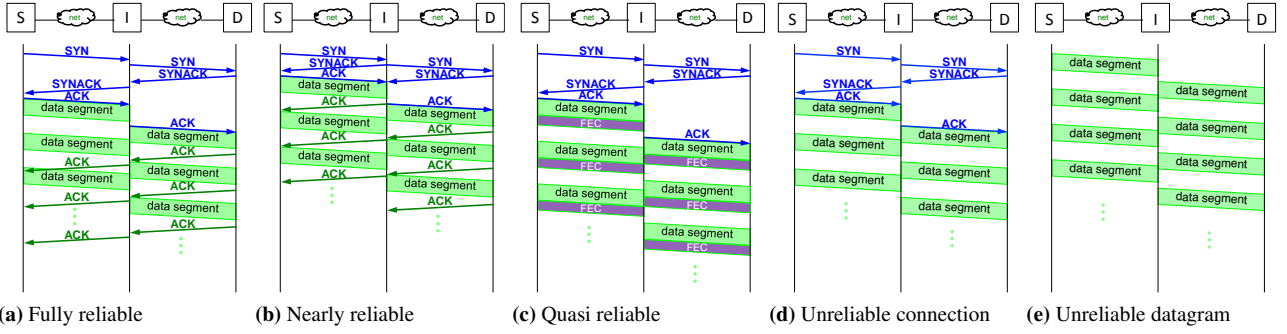 S net I net D
SYN
SYN
SYNACK
SYNACK
ACK
data segment
ACK
data segment
data segment
ACK
ACK
data segment
data segment
ACK
ACK
data segment
ACK
ACK
(a) Fully reliable
S net I net D
SYN
SYNACK
SYN
ACK
SYNACK
data segment
ACK
ACK
data segment
data segment
ACK
ACK
data segment
data segment
ACK
ACK
data segment
ACK
(b) Nearly reliable
S net I net D
SYN
SYN
SYNACK
SYNACK
ACK
data segment
FEC
ACK
data segment
data segment
FEC
FEC
data segment
data segment
FEC
FEC
data segment
FEC
(c) Quasi reliable
S net I net D
SYN
SYN
SYNACK
SYNACK
ACK
data segment
ACK
data segment
data segment
data segment
data segment
data segment
(d) Unreliable connection
S net I net D
data segment
data segment
data segment
data segment
data segment
data segment
data segment
data segment
(e) Unreliable datagram